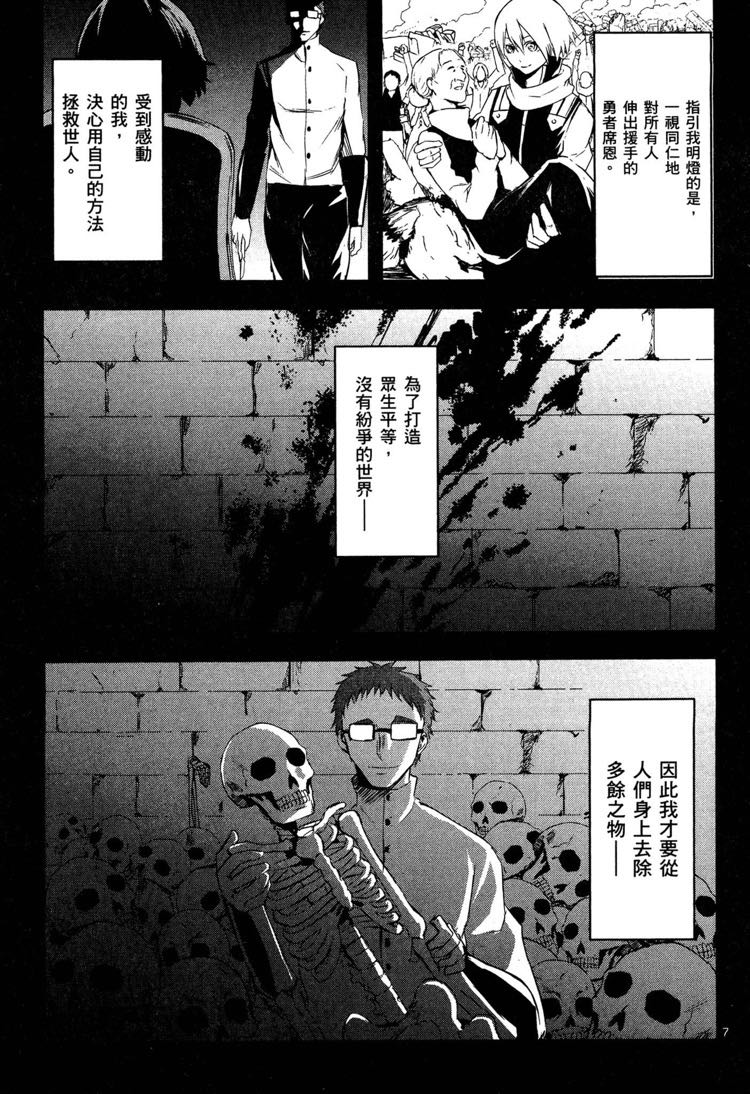 指引我明燈的是，
一視同仁地
對所有人
伸出援手的
勇者席恩。
受到感動
的我，
決心用自己的方法
拯救世人。
為了打造
眾生平等，
沒有紛爭的世界——
因此我才要從
人們身上去除
多餘之物——
7